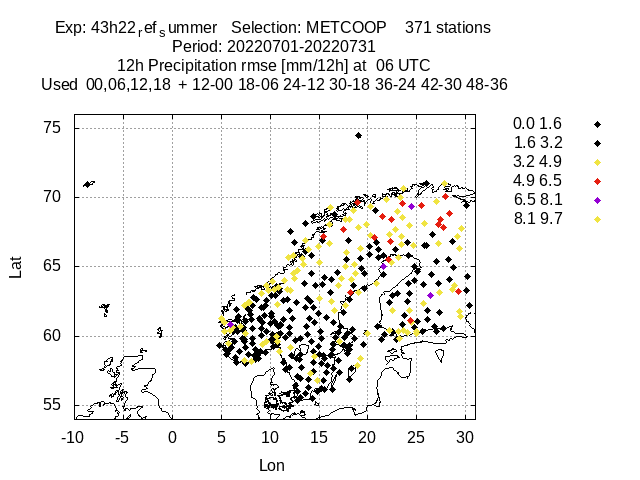 Exp: 43h22refsummer   Selection: METCOOP    371 stations
Period: 20220701-20220731
12h Precipitation rmse [mm/12h] at  06 UTC
Used  00,06,12,18  + 12-00 18-06 24-12 30-18 36-24 42-30 48-36
0.0 1.6
1.6 3.2
3.2 4.9
4.9 6.5
6.5 8.1
8.1 9.7
75
70
65
60
55
Lat
-10 -5 0 5 10 15 20 25 30
Lon